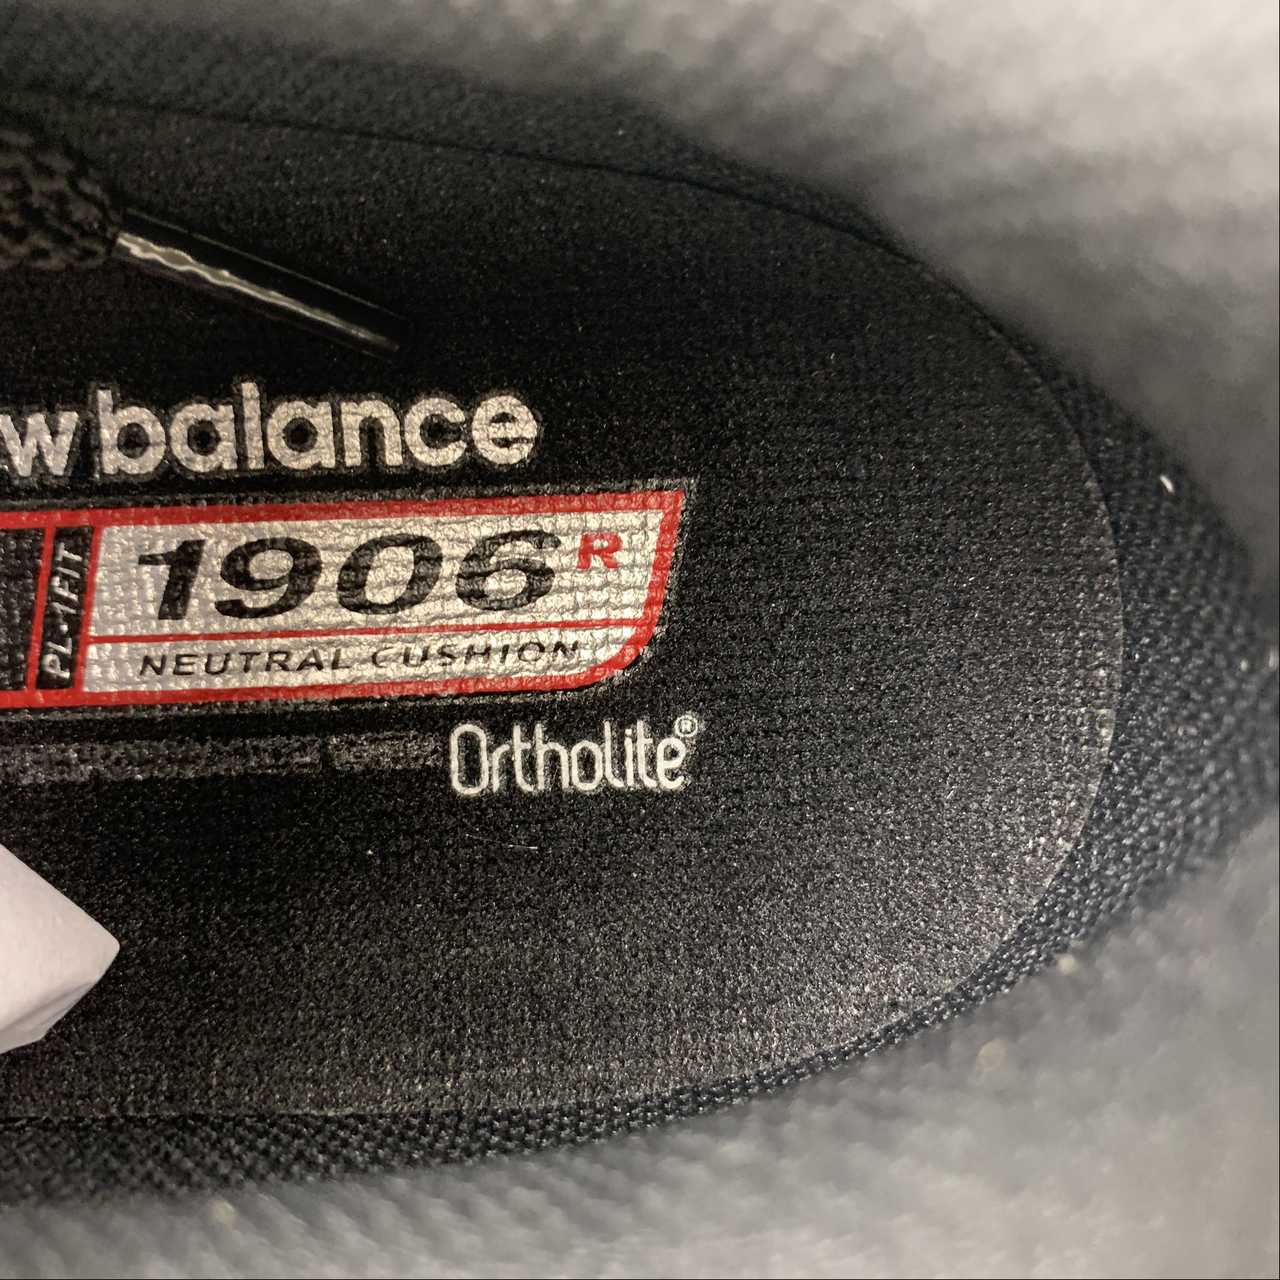 wbalance
PL-1FIT
1906R
NEUTRAL CUSHION
Ortholite®